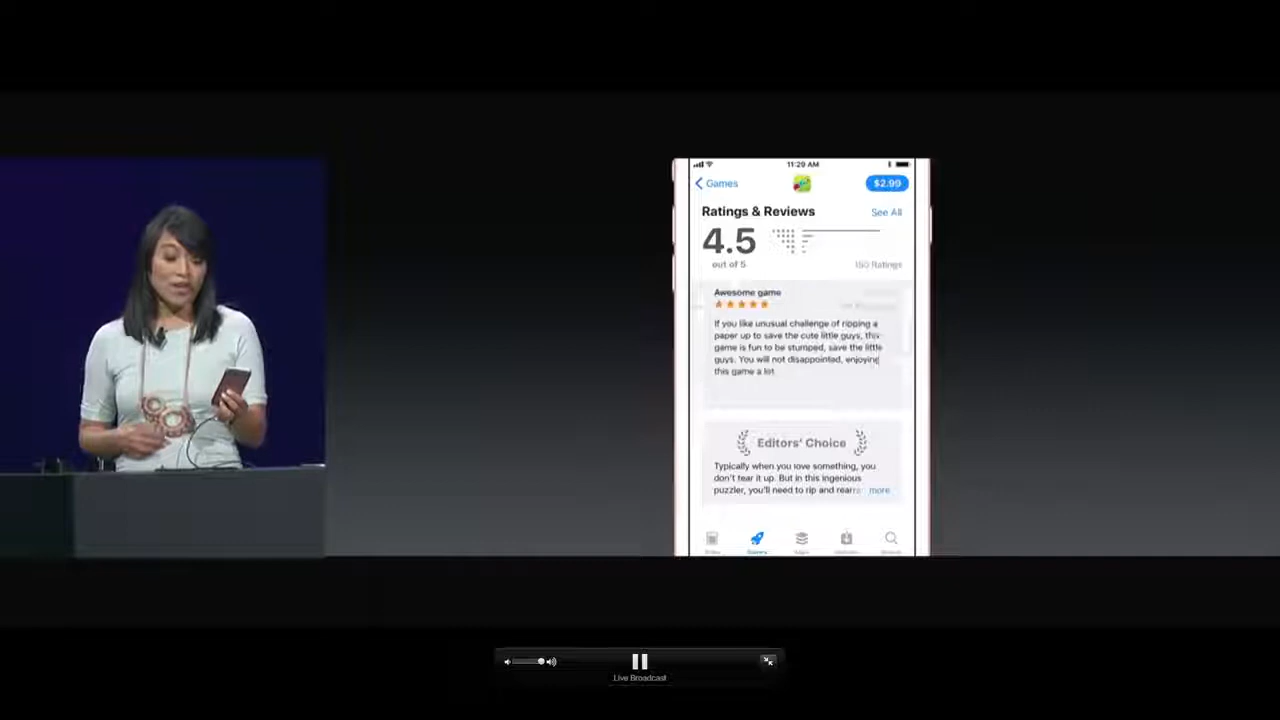 11:29 AM
Games
$2.99
Ratings & Reviews
See All
4.5
out of 5
150 Ratings
Awesome game
If you like unusual challenge of ripping a
paper up to save the cute little guys, this
game is fun to be stumped, save the little
guys. You will not disappointed, enjoying
this game a lot
Editors' Choice
Typically when you love something, you
don't tear it up. But in this ingenious
puzzler, you'll need to rip and rearra
more
Games
Apps
Live Broadcast